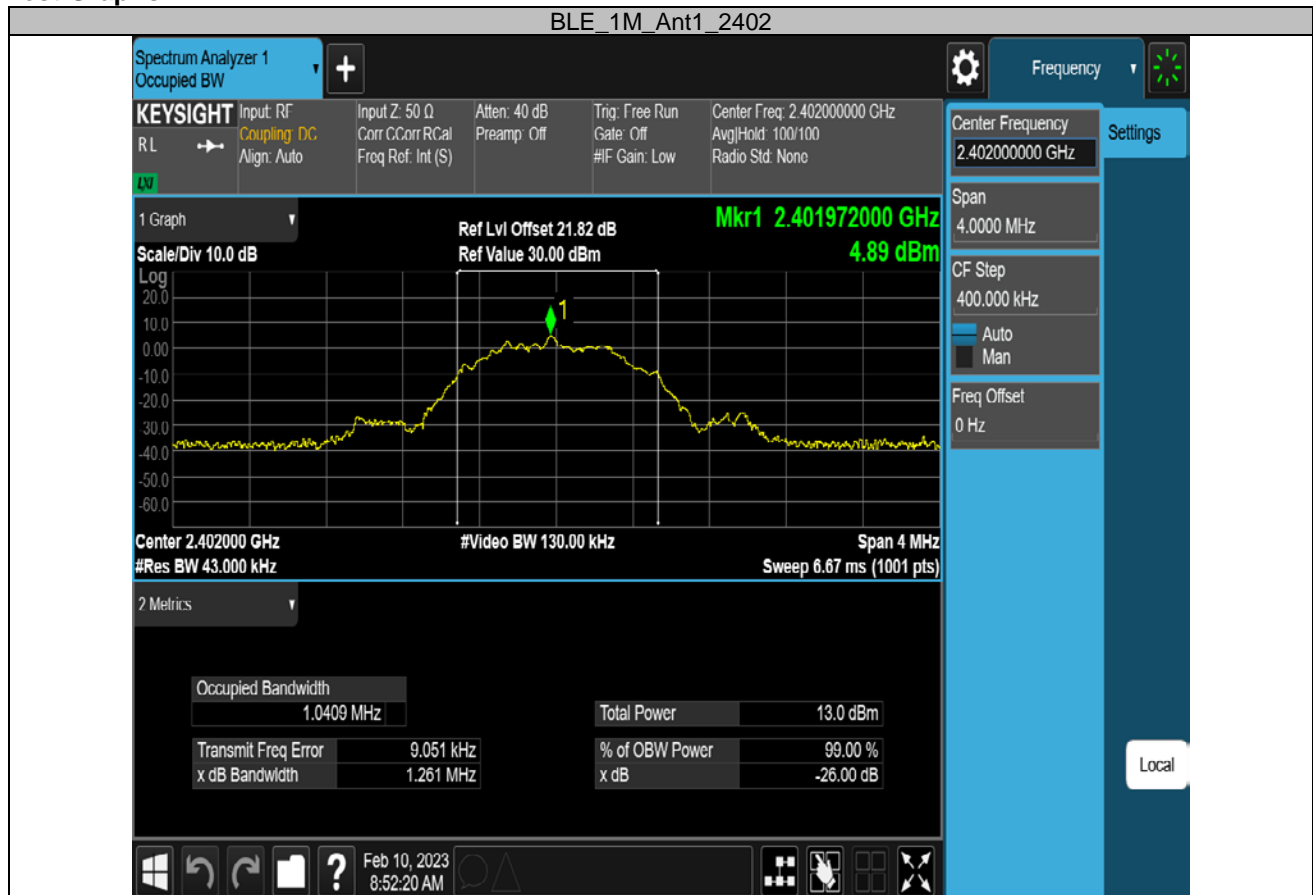 BLE_1M_Ant1_2402
Spectrum Analyzer 1
Occupied BW
Frequency
KEYSIGHT
RL
LXI
Input: RF
Coupling: DC
Align: Auto
Input Z: 50 Ω
Corr CCorr RCal
Freq Ref: Int (S)
Atten: 40 dB
Preamp: Off
Trig: Free Run
Gate: Off
#IF Gain: Low
Center Freq: 2.402000000 GHz
Avg|Hold: 100/100
Radio Std: None
Center Frequency
2.402000000 GHz
Settings
Span
4.0000 MHz
CF Step
400.000 kHz
Auto
Man
Freq Offset
0 Hz
Local
1 Graph
Scale/Div 10.0 dB
Ref Lvl Offset 21.82 dB
Ref Value 30.00 dBm
Mkr1 2.401972000 GHz
4.89 dBm
Log
20.0
10.0
0.00
-10.0
-20.0
-30.0
-40.0
-50.0
-60.0
1
Center 2.402000 GHz
#Res BW 43.000 kHz
#Video BW 130.00 kHz
Span 4 MHz
Sweep 6.67 ms (1001 pts)
2 Metrics
Occupied Bandwidth
1.0409 MHz
Total Power 13.0 dBm
Transmit Freq Error 9.051 kHz
% of OBW Power 99.00 %
x dB Bandwidth 1.261 MHz
x dB -26.00 dB
Feb 10, 2023
8:52:20 AM